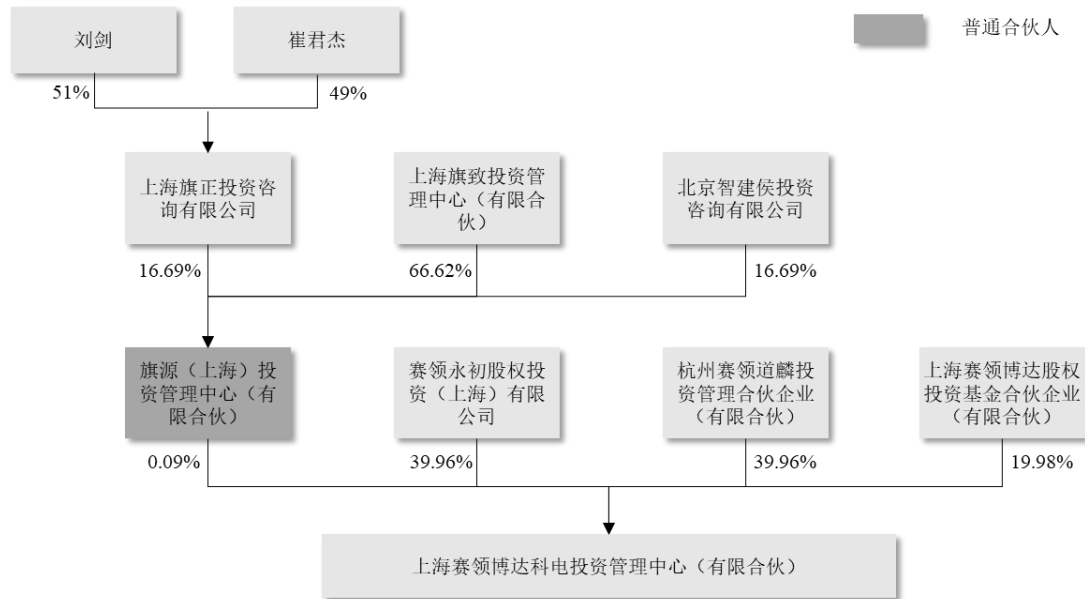 刘剑
崔君杰
普通合伙人
51%
49%
上海旗正投资咨
询有限公司
上海旗致投资管
理中心（有限合
伙）
北京智建侯投资
咨询有限公司
16.69%
66.62%
16.69%
旗源（上海）投
资管理中心（有
限合伙）
赛领永初股权投
资（上海）有限
公司
杭州赛领道麟投
资管理合伙企业
（有限合伙）
上海赛领博达股权
投资基金合伙企业
（有限合伙）
0.09%
39.96%
39.96%
19.98%
上海赛领博达科电投资管理中心（有限合伙）